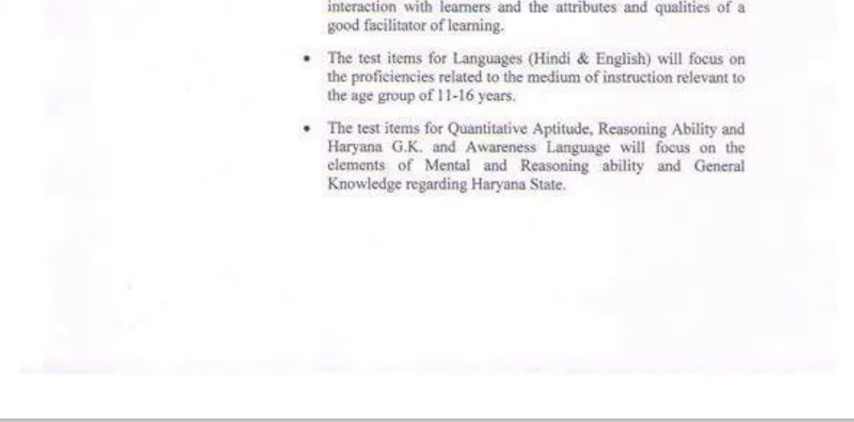 interaction with learners and the attributes and qualities of a
good facilitator of learning.
• The test items for Languages (Hindi & English) will focus on
the proficiencies related to the medium of instruction relevant to
the age group of 11-16 years.
• The test items for Quantitative Aptitude, Reasoning Ability and
Haryana G.K. and Awareness Language will focus on the
elements of Mental and Reasoning ability and General
Knowledge regarding Haryana State.